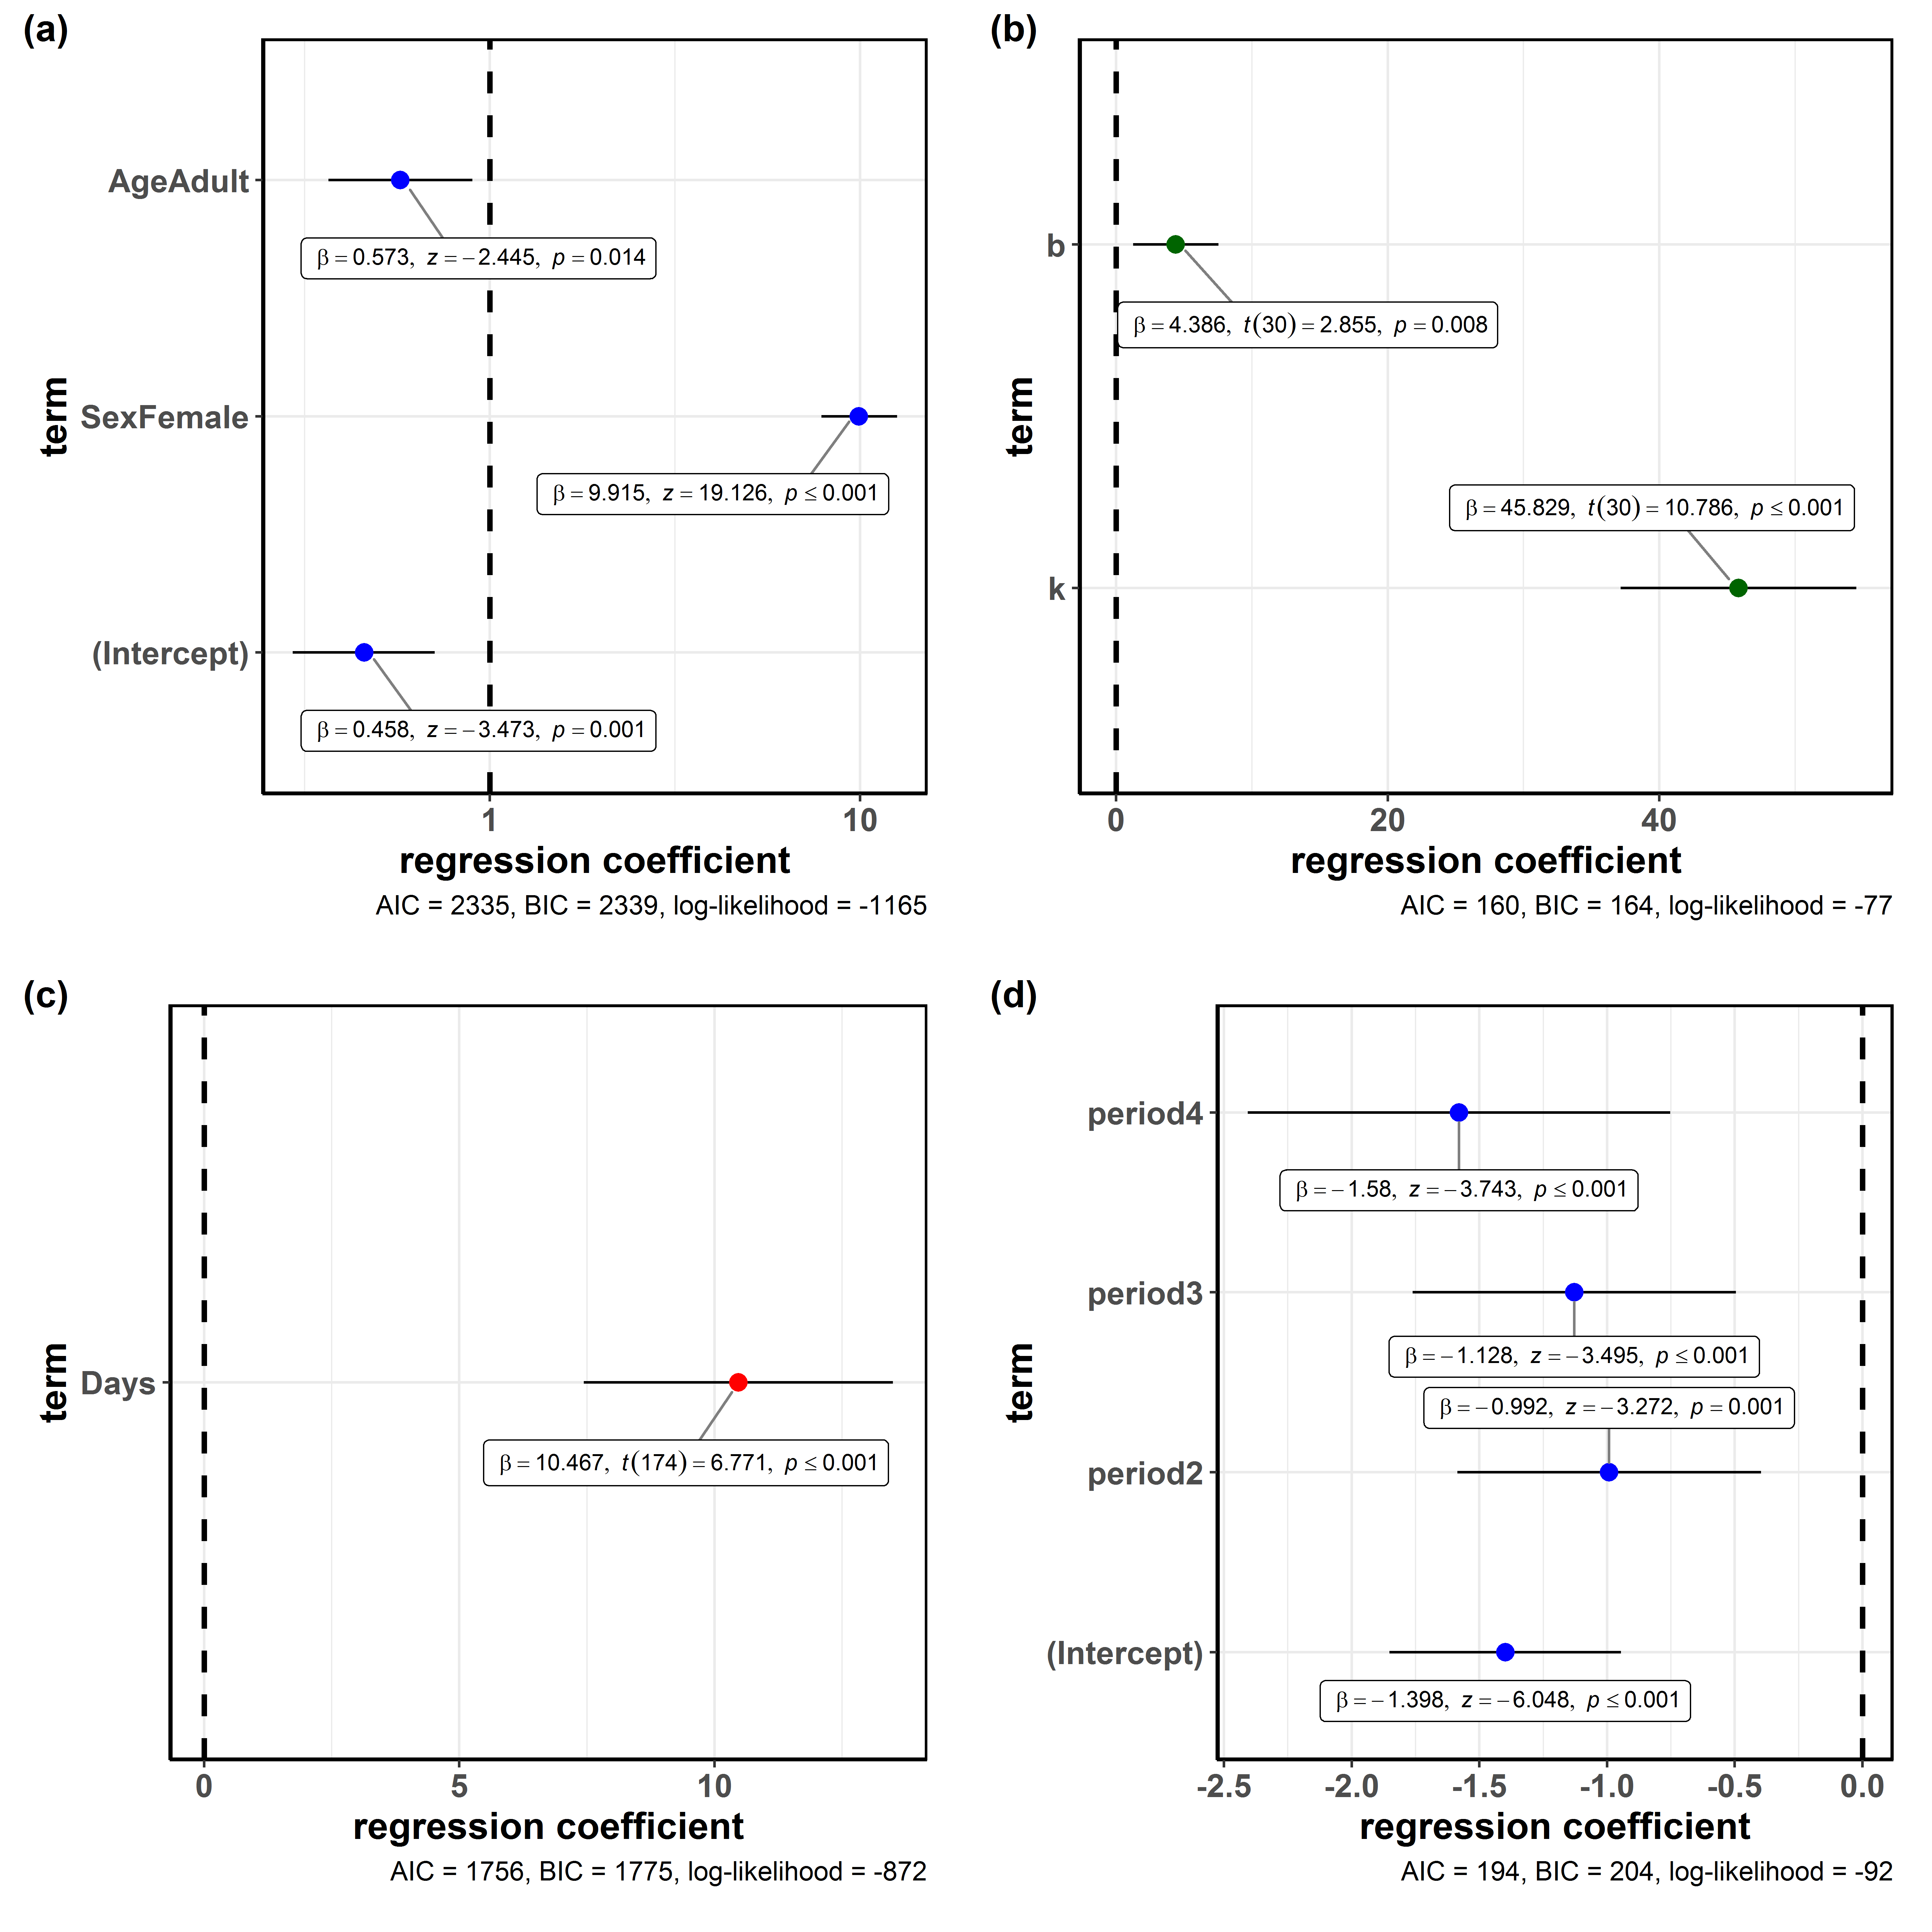 (a)
term
AgeAdult
β = 0.573, z = −2.445, p = 0.014
SexFemale
β = 9.915, z = 19.126, p ≤ 0.001
(Intercept)
β = 0.458, z = −3.473, p = 0.001
1 10
regression coefficient
AIC = 2335, BIC = 2339, log-likelihood = -1165
(b)
term
b
β = 4.386, t(30) = 2.855, p = 0.008
β = 45.829, t(30) = 10.786, p ≤ 0.001
k
0 20 40
regression coefficient
AIC = 160, BIC = 164, log-likelihood = -77
(c)
term
Days
β = 10.467, t(174) = 6.771, p ≤ 0.001
0 5 10
regression coefficient
AIC = 1756, BIC = 1775, log-likelihood = -872
(d)
term
period4
β = −1.58, z = −3.743, p ≤ 0.001
period3
β = −1.128, z = −3.495, p ≤ 0.001
β = −0.992, z = −3.272, p = 0.001
period2
(Intercept)
β = −1.398, z = −6.048, p ≤ 0.001
-2.5 -2.0 -1.5 -1.0 -0.5 0.0
regression coefficient
AIC = 194, BIC = 204, log-likelihood = -92